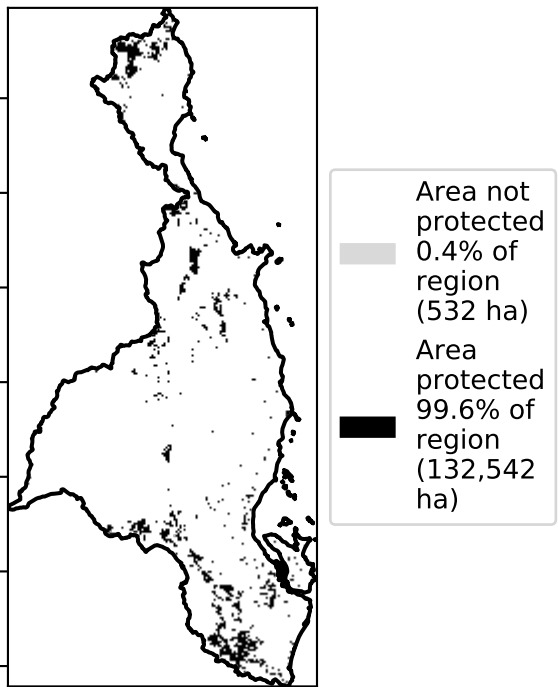 Area not
protected
0.4% of
region
(532 ha)
Area
protected
99.6% of
region
(132,542
ha)